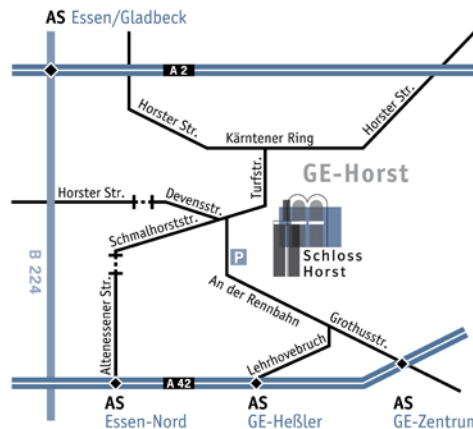 AS Essen/Gladbeck
A 2
Horster Str.
Horster Str.
Kärntener Ring
Turfstr.
GE-Horst
Horster Str.
Devensstr.
Schmalhorststr.
Schloss
Horst
P
B 224
Altenessener Str.
An der Rennbahn
Grothusstr.
Lehrhovebruch
A 42
AS
Essen-Nord
AS
GE-Heßler
AS
GE-Zentrum